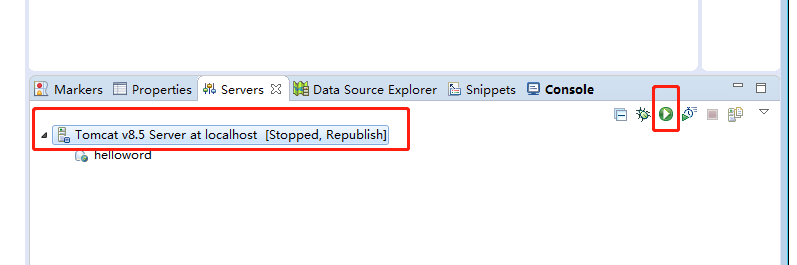 Markers Properties Servers Data Source Explorer Snippets Console
Tomcat v8.5 Server at localhost [Stopped, Republish]
helloword